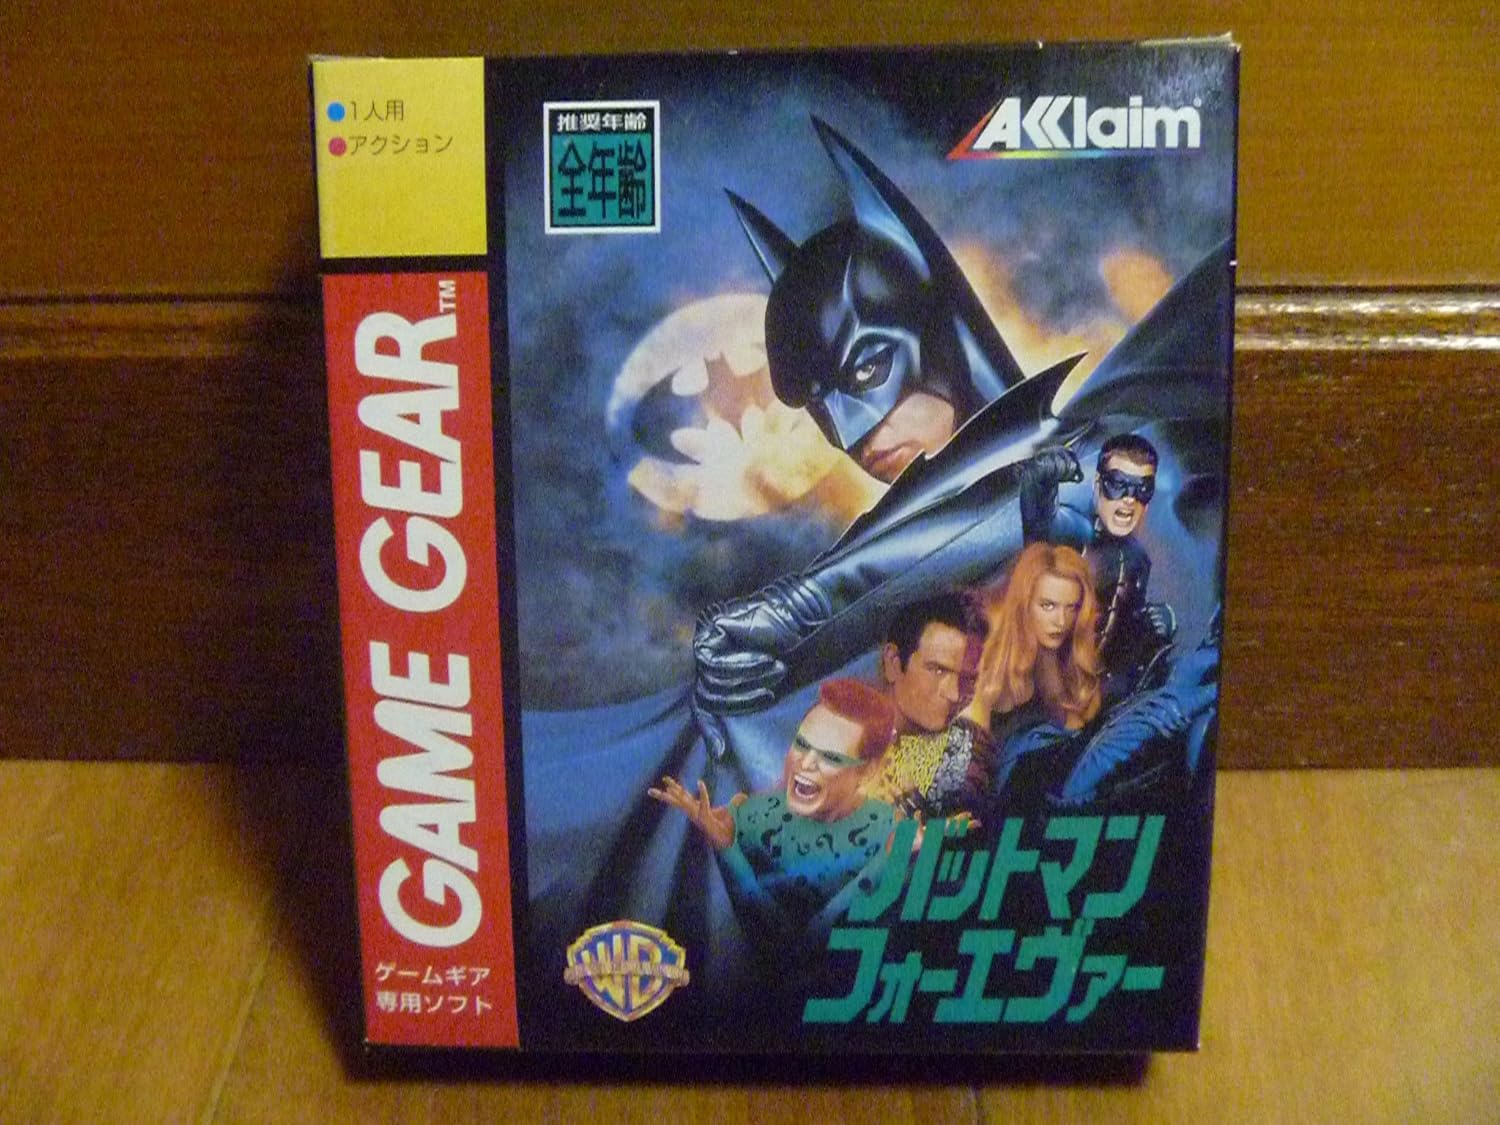 1人用
アクション
推奨年齢
全年齢
AKKlaim
GAME GEAR™
バットマン
フォーエヴァー
WB
ゲームギア
専用ソフト